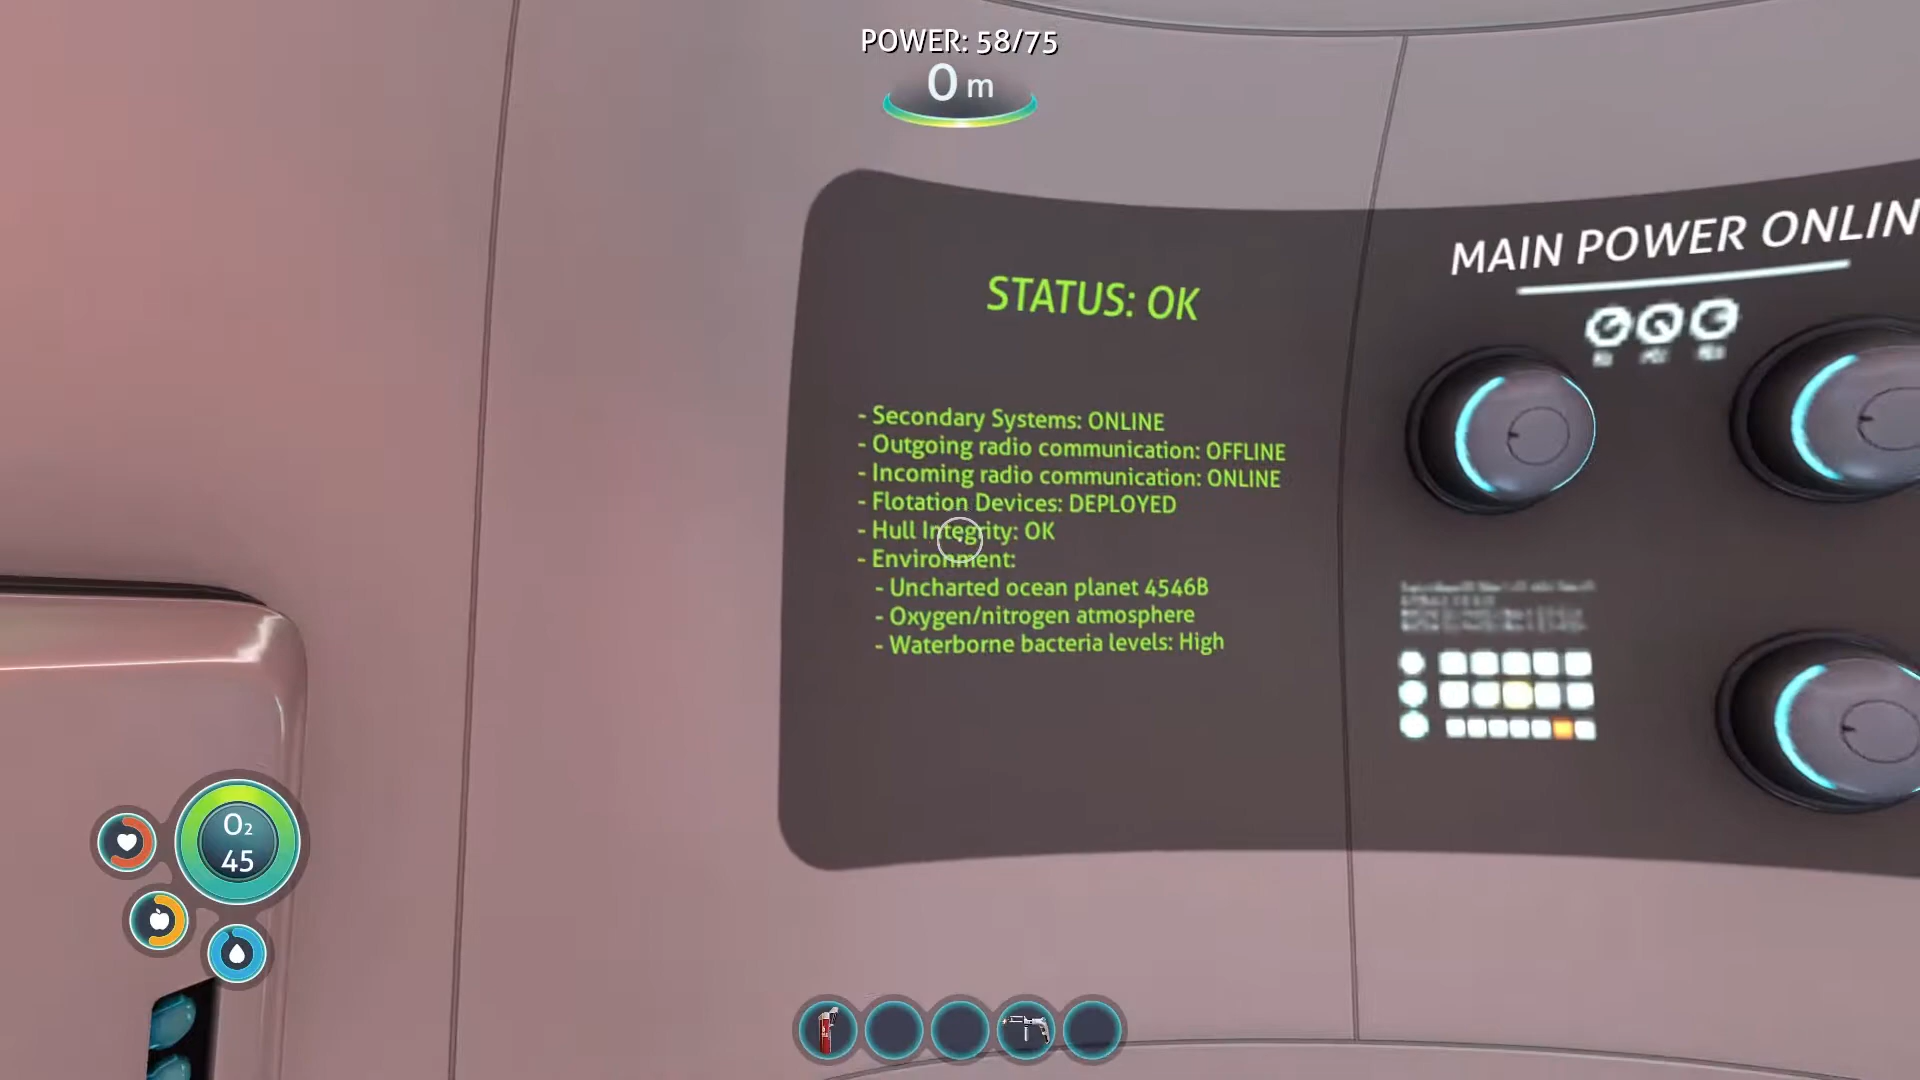 POWER: 58/75
0 m
MAIN POWER ONLIN
STATUS: OK
- Secondary Systems: ONLINE
- Outgoing radio communication: OFFLINE
- Incoming radio communication: ONLINE
- Flotation Devices: DEPLOYED
- Hull Integrity: OK
- Environment:
- Uncharted ocean planet 4546B
- Oxygen/nitrogen atmosphere
- Waterborne bacteria levels: High
O₂
45